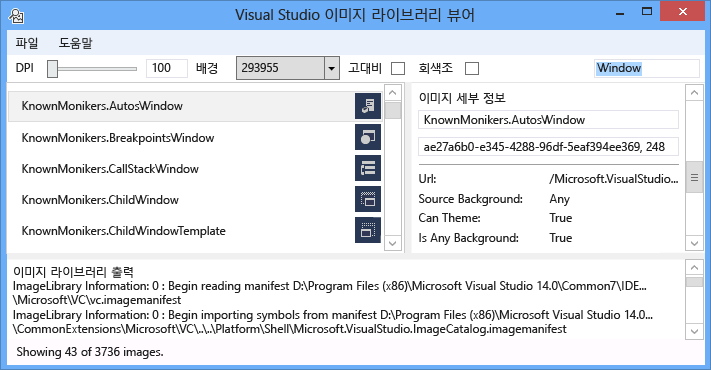 Visual Studio 이미지 라이브러리 뷰어
파일 도움말
DPI 100 배경 293955 고대비 회색조 Window
KnownMonikers.AutosWindow
KnownMonikers.BreakpointsWindow
KnownMonikers.CallStackWindow
KnownMonikers.ChildWindow
KnownMonikers.ChildWindowTemplate
이미지 세부 정보
KnownMonikers.AutosWindow
ae27a6b0-e345-4288-96df-5eaf394ee369, 248
Url: /Microsoft.VisualStudio...
Source Background: Any
Can Theme: True
Is Any Background: True
이미지 라이브러리 출력
ImageLibrary Information: 0 : Begin reading manifest D:\Program Files (x86)\Microsoft Visual Studio 14.0\Common7\IDE...
\Microsoft\VC\vc.imagemanifest
ImageLibrary Information: 0 : Begin importing symbols from manifest D:\Program Files (x86)\Microsoft Visual Studio 14.0...
\CommonExtensions\Microsoft\VC\..\..\Platform\Shell\Microsoft.VisualStudio.ImageCatalog.imagemanifest
Showing 43 of 3736 images.